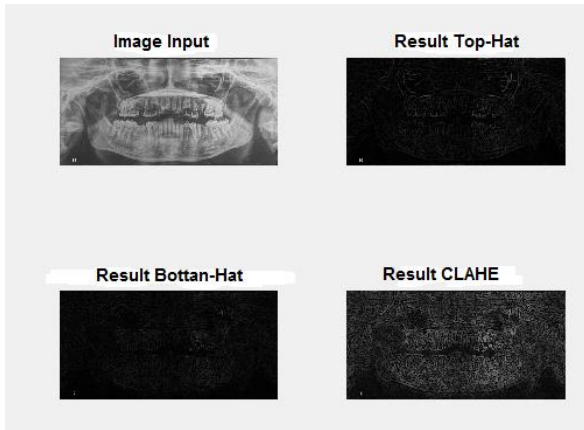 Image Input
Result Top-Hat
Result Bottan-Hat
Result CLAHE